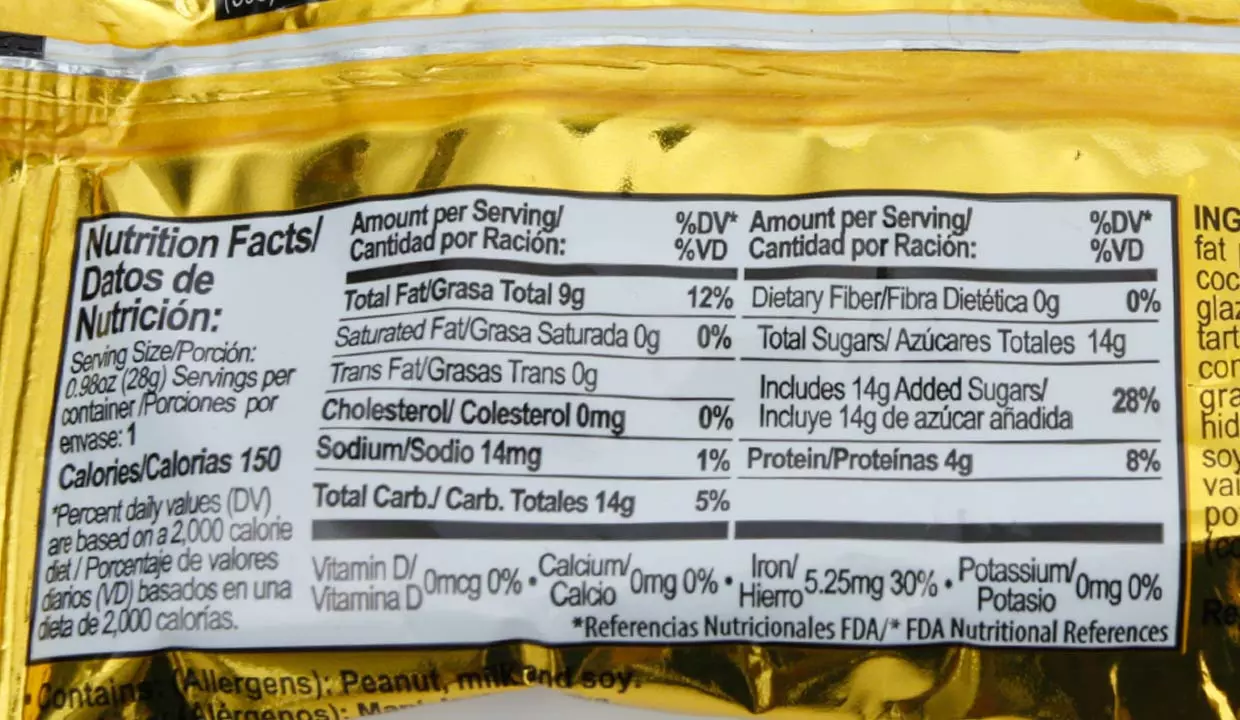 Nutrition Facts/
Datos de
Nutrición:
Serving Size/Porción:
0.98oz (28g) Servings per
container /Porciones por
envase: 1
Calories/Calorias 150
*Percent daily values (DV)
are based on a 2,000 calorie
diet / Porcentaje de valores
diarios (VD) basados en una
dieta de 2,000 calorías.
Amount per Serving/ %DV*
Cantidad por Ración: %VD
Total Fat/Grasa Total 9g 12%
Saturated Fat/Grasa Saturada 0g 0%
Trans Fat/Grasas Trans 0g
Cholesterol/ Colesterol 0mg 0%
Sodium/Sodio 14mg 1%
Total Carb./ Carb. Totales 14g 5%
Amount per Serving/ %DV*
Cantidad por Ración: %VD
Dietary Fiber/Fibra Dietética 0g 0%
Total Sugars/ Azúcares Totales 14g
Includes 14g Added Sugars/
Incluye 14g de azúcar añadida 28%
Protein/Proteínas 4g 8%
Vitamin D/ Calcium/ Iron/ Potassium/
Vitamina D 0mcg 0% • Calcio 0mg 0% • Hierro 5.25mg 30% • Potasio 0mg 0%
*Referencias Nutricionales FDA/* FDA Nutritional References
Contains: (Allergens): Peanut, milk and soy.
ING
fat
coc
glaz
tart
con
gra
hid
soy